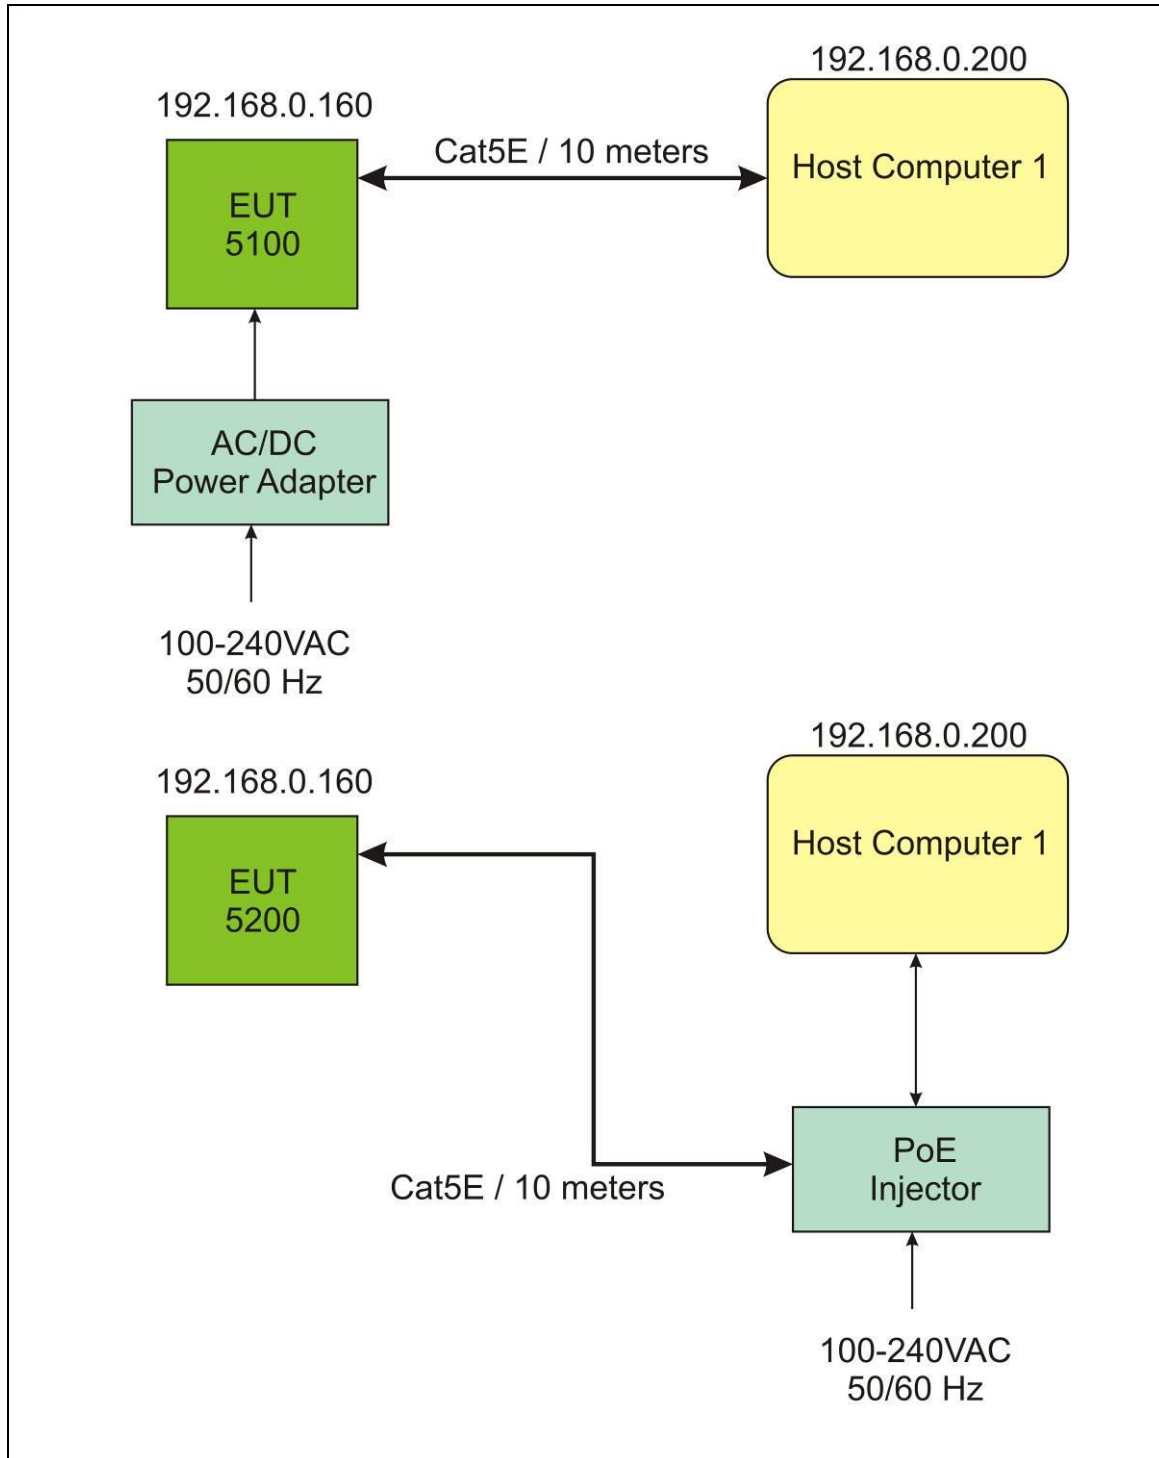 192.168.0.200
192.168.0.160
Cat5E / 10 meters
Host Computer 1
EUT
5100
AC/DC
Power Adapter
100-240VAC
50/60 Hz
192.168.0.200
192.168.0.160
Host Computer 1
EUT
5200
PoE
Injector
Cat5E / 10 meters
100-240VAC
50/60 Hz